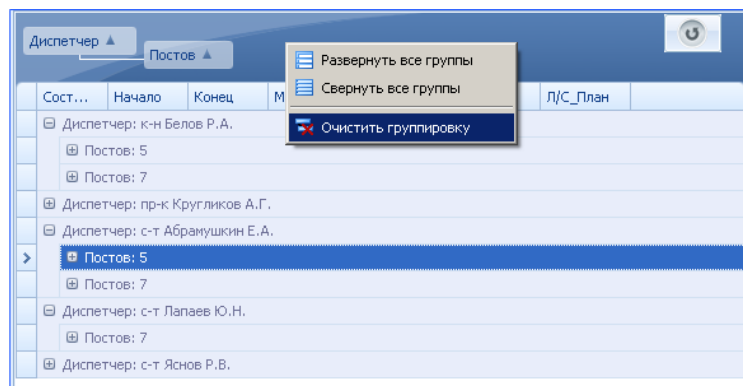 Диспетчер
Постов
Развернуть все группы
Свернуть все группы
Очистить группировку
Сост... Начало Конец М Л/С_План
Диспетчер: к-н Белов Р.А.
Постов: 5
Постов: 7
Диспетчер: пр-к Кругликов А.Г.
Диспетчер: с-т Абрамушкин Е.А.
Постов: 5
Постов: 7
Диспетчер: с-т Лапаев Ю.Н.
Постов: 7
Диспетчер: с-т Яснов Р.В.